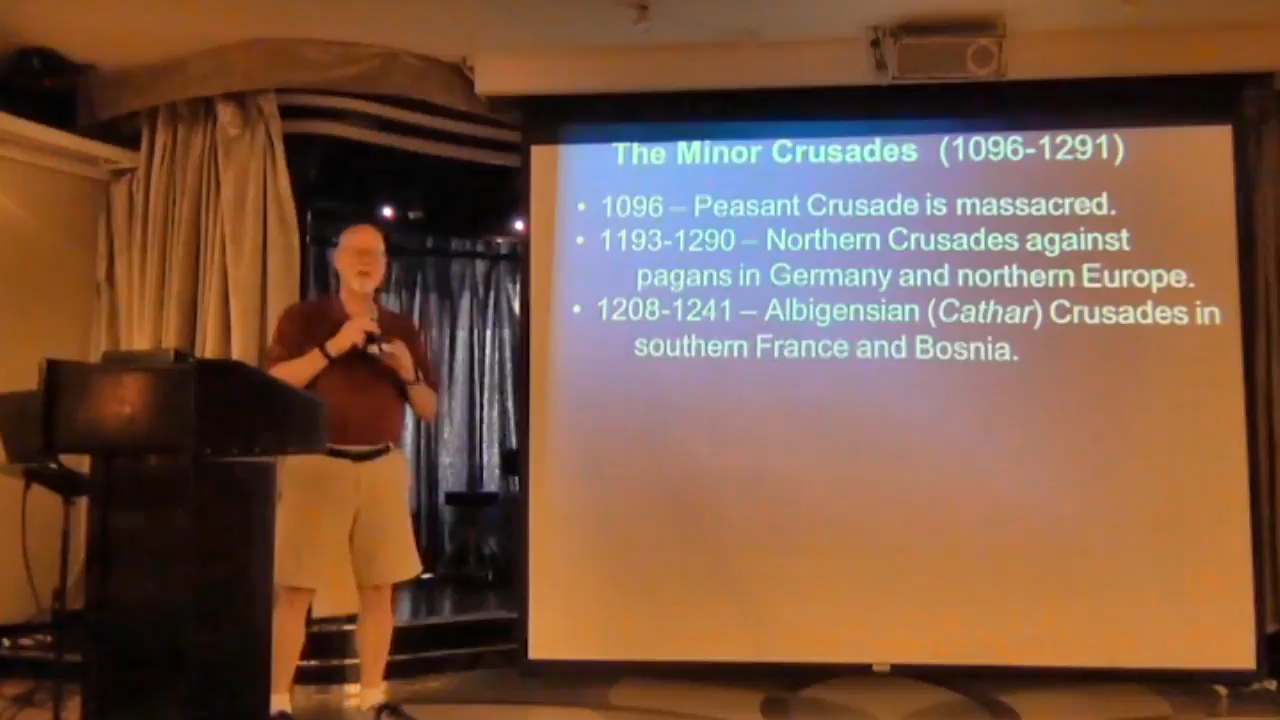 The Minor Crusades (1096-1291)
• 1096 – Peasant Crusade is massacred.
• 1193-1290 – Northern Crusades against
pagans in Germany and northern Europe.
• 1208-1241 – Albigensian (Cathar) Crusades in
southern France and Bosnia.